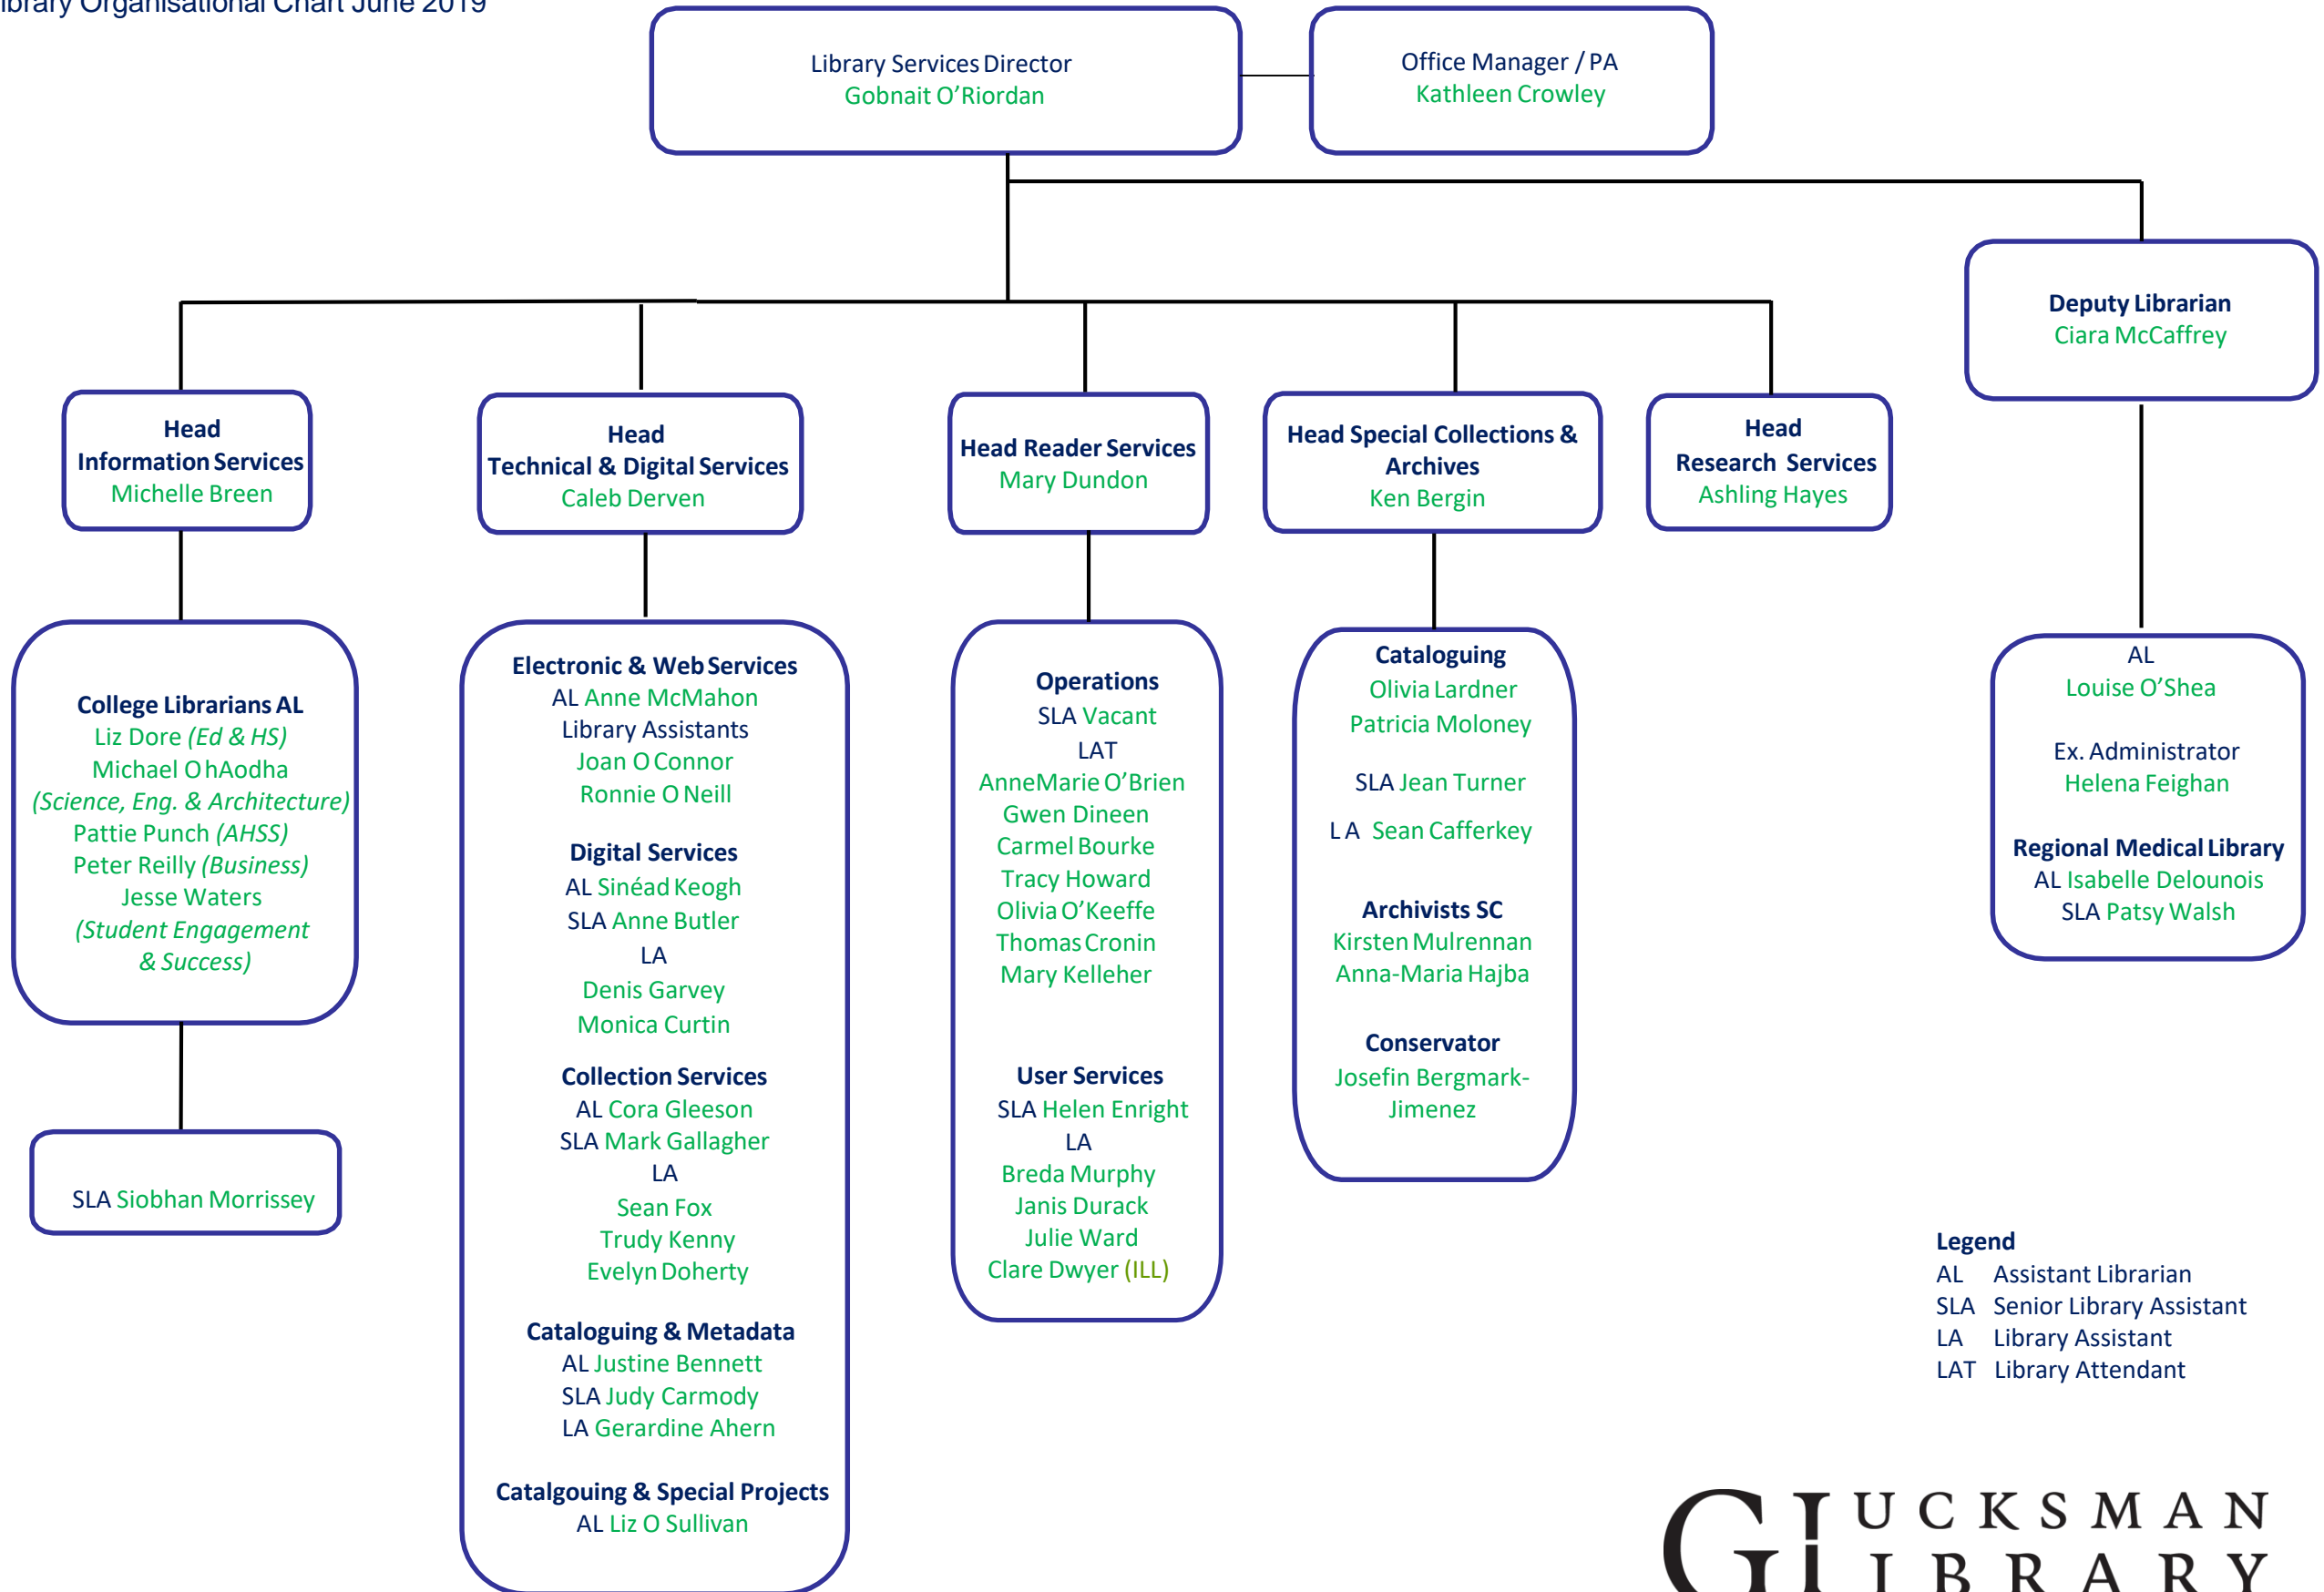 Library Organisational Chart June 2019
Library Services Director
Gobnait O'Riordan
Office Manager / PA
Kathleen Crowley
Deputy Librarian
Ciara McCaffrey
Head
Information Services
Michelle Breen
Head
Technical & Digital Services
Caleb Derven
Head Reader Services
Mary Dundon
Head Special Collections &
Archives
Ken Bergin
Head
Research Services
Ashling Hayes
College Librarians AL
Liz Dore (Ed & HS)
Michael OhAodha
(Science, Eng. & Architecture)
Pattie Punch (AHSS)
Peter Reilly (Business)
Jesse Waters
(Student Engagement
& Success)
SLA Siobhan Morrissey
Electronic & Web Services
AL Anne McMahon
Library Assistants
Joan O Connor
Ronnie O Neill
Digital Services
AL Sinéad Keogh
SLA Anne Butler
LA
Denis Garvey
Monica Curtin
Collection Services
AL Cora Gleeson
SLA Mark Gallagher
LA
Sean Fox
Trudy Kenny
Evelyn Doherty
Cataloguing & Metadata
AL Justine Bennett
SLA Judy Carmody
LA Gerardine Ahern
Catalgouing & Special Projects
AL Liz O Sullivan
Operations
SLA Vacant
LAT
AnneMarie O'Brien
Gwen Dineen
Carmel Bourke
Tracy Howard
Olivia O'Keeffe
Thomas Cronin
Mary Kelleher
User Services
SLA Helen Enright
LA
Breda Murphy
Janis Durack
Julie Ward
Clare Dwyer (ILL)
Cataloguing
Olivia Lardner
Patricia Moloney
SLA Jean Turner
L A Sean Cafferkey
Archivists SC
Kirsten Mulrennan
Anna-Maria Hajba
Conservator
Josefin Bergmark-
Jimenez
AL
Louise O'Shea
Ex. Administrator
Helena Feighan
Regional Medical Library
AL Isabelle Delounois
SLA Patsy Walsh
Legend
AL Assistant Librarian
SLA Senior Library Assistant
LA Library Assistant
LAT Library Attendant
GLUCKSMAN
LIBRARY